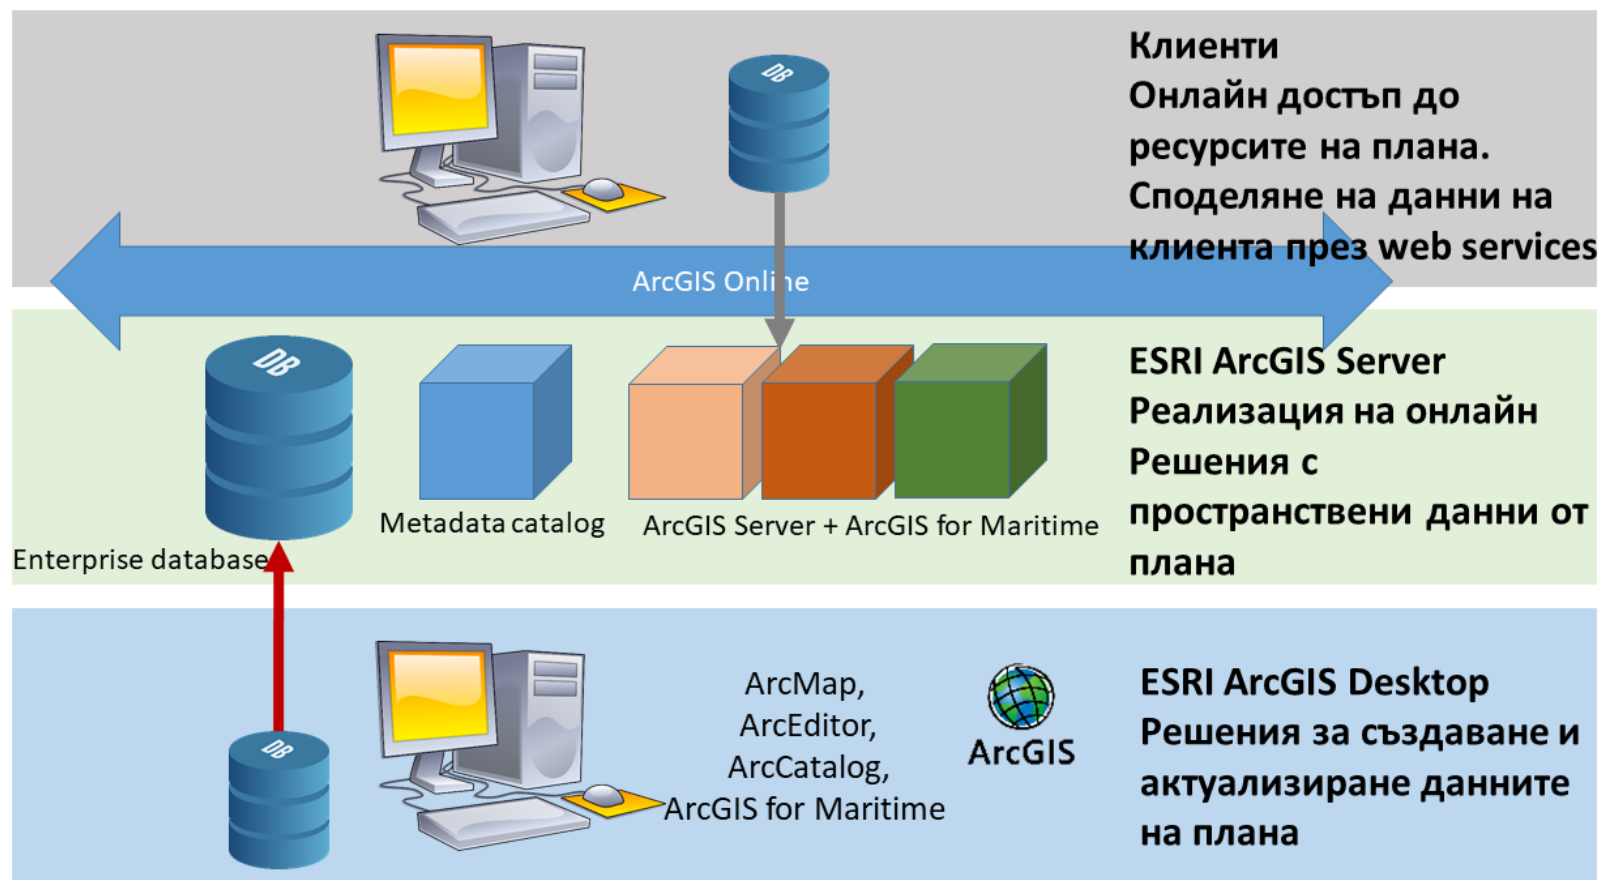 DB
Клиенти
Онлайн достъп до
ресурсите на плана.
Споделяне на данни на
клиента през web services
ArcGIS Online
DB
ESRI ArcGIS Server
Реализация на онлайн
Решения с
пространствени данни от
плана
Metadata catalog
ArcGIS Server + ArcGIS for Maritime
Enterprise database
DB
ArcMap,
ArcEditor,
ArcCatalog,
ArcGIS for Maritime
ArcGIS
ESRI ArcGIS Desktop
Решения за създаване и
актуализиране данните
на плана